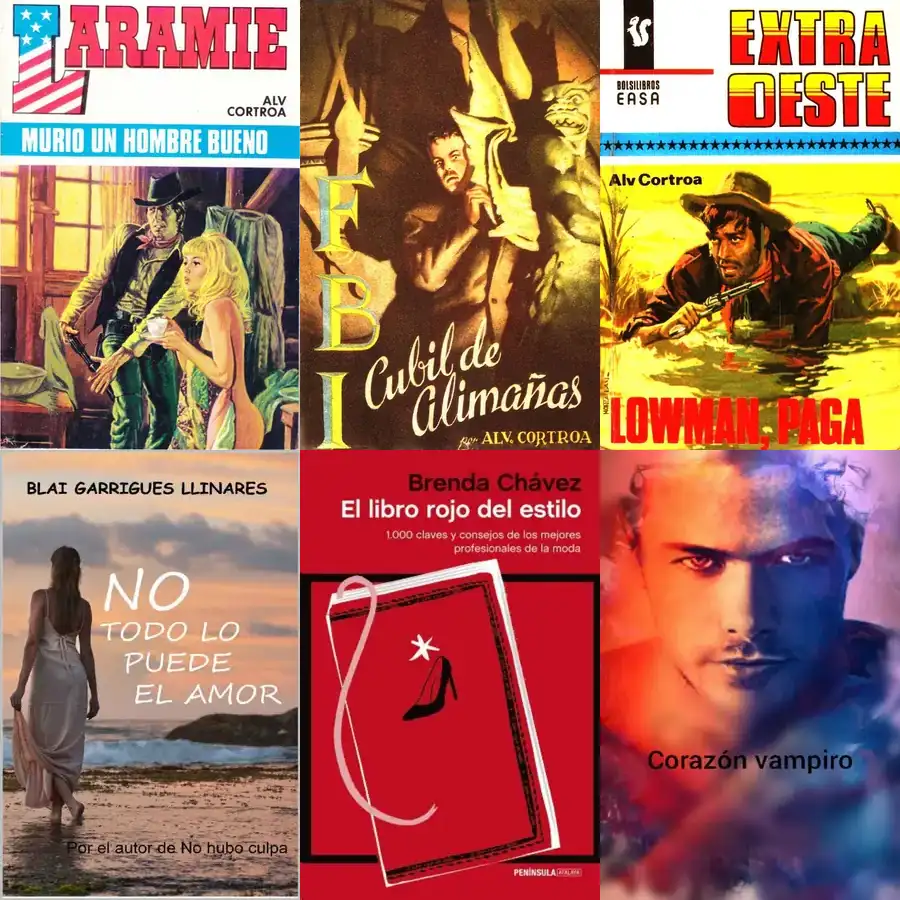 LARAMIE
ALV
CORTROA
MURIO UN HOMBRE BUENO
FBI
Cubil de
alimañas
por ALV. CORTROA
BOLSILIBROS
EASA
EXTRA
OESTE
Alv Cortroa
LOWMAN, PAGA
BLAI GARRIGUES LLINARES
NO
TODO LO
PUEDE
EL AMOR
Por el autor de No hubo culpa
Brenda Chávez
El libro rojo del estilo
1.000 claves y consejos de los mejores
profesionales de la moda
PENÍNSULA ATALAYA
Corazón vampiro